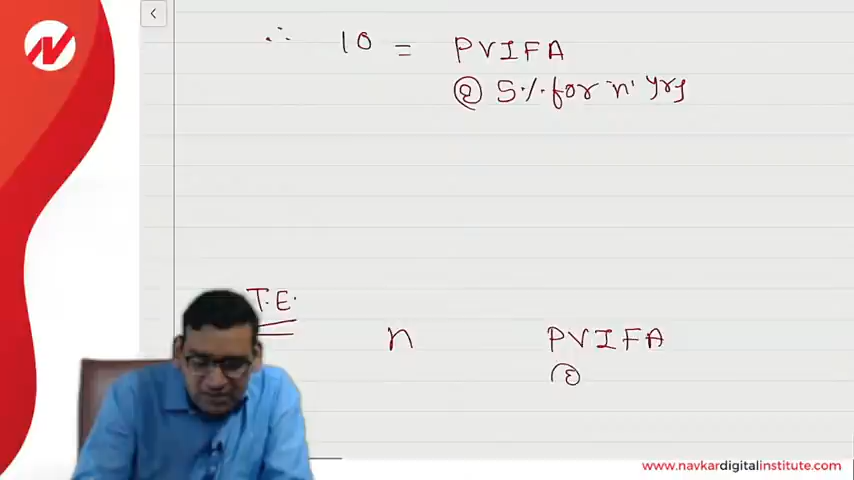 ∴ 10 = PVIFA
@ 5% for 'n' yrs
T.E.
n PVIFA
@
www.navkardigitalinstitute.com